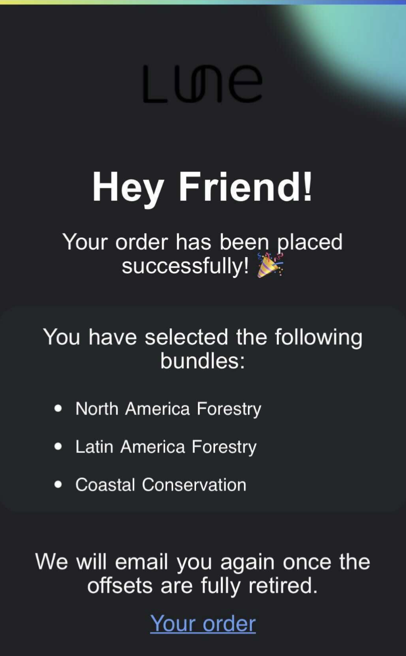 Lune
Hey Friend!
Your order has been placed
successfully! 🎉
You have selected the following
bundles:
• North America Forestry
• Latin America Forestry
• Coastal Conservation
We will email you again once the
offsets are fully retired.
Your order